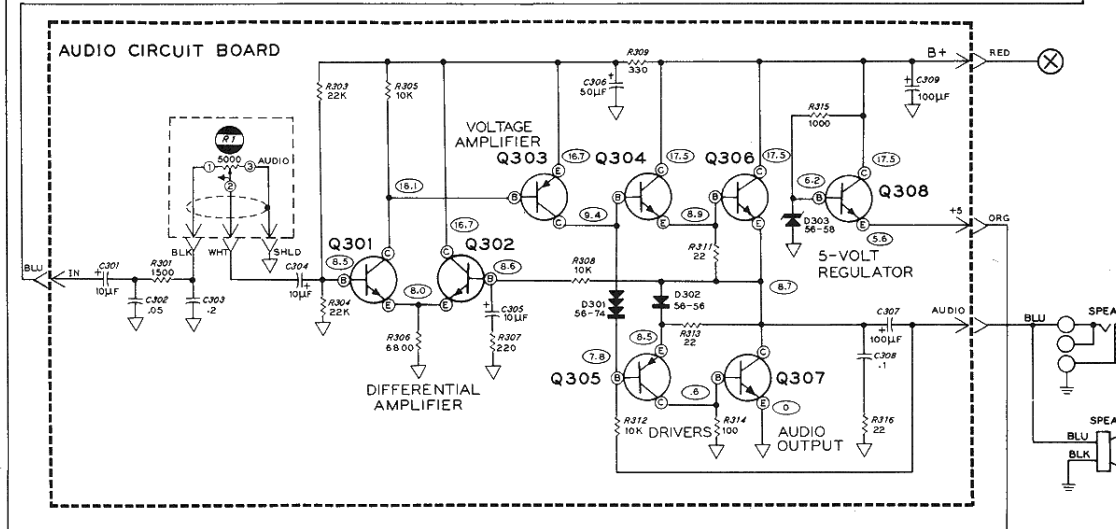 AUDIO CIRCUIT BOARD
B+
RED
R309
330
R303
22K
R305
10K
C306
50µF
C309
100µF
R315
1000
R1
5000
AUDIO
1
2
3
VOLTAGE
AMPLIFIER
Q303
16.7
Q304
17.5
Q306
17.5
17.5
E
C
C
C
B
B
B
B
6.2
Q308
16.1
9.4
8.9
D303
56-58
+5
ORG
5.6
C
E
E
E
E
5-VOLT
REGULATOR
BLK
WHT
SHLD
Q301
16.7
Q302
C
C
R311
22
BLU
IN
C301
10µF
R301
1500
C304
10µF
8.5
B
8.6
B
R308
10K
8.0
8.7
C302
.05
C303
.2
R304
22K
E
E
C305
10µF
D301
56-74
D302
56-56
R306
6800
R307
220
8.5
R313
22
C307
100µF
AUDIO
BLU
SPEA
7.8
E
C
C308
.1
Q305
B
B
Q307
DIFFERENTIAL
AMPLIFIER
C
.6
E
0
R312
10K
DRIVERS
R314
100
AUDIO
OUTPUT
R316
22
SPEA
BLU
BLK